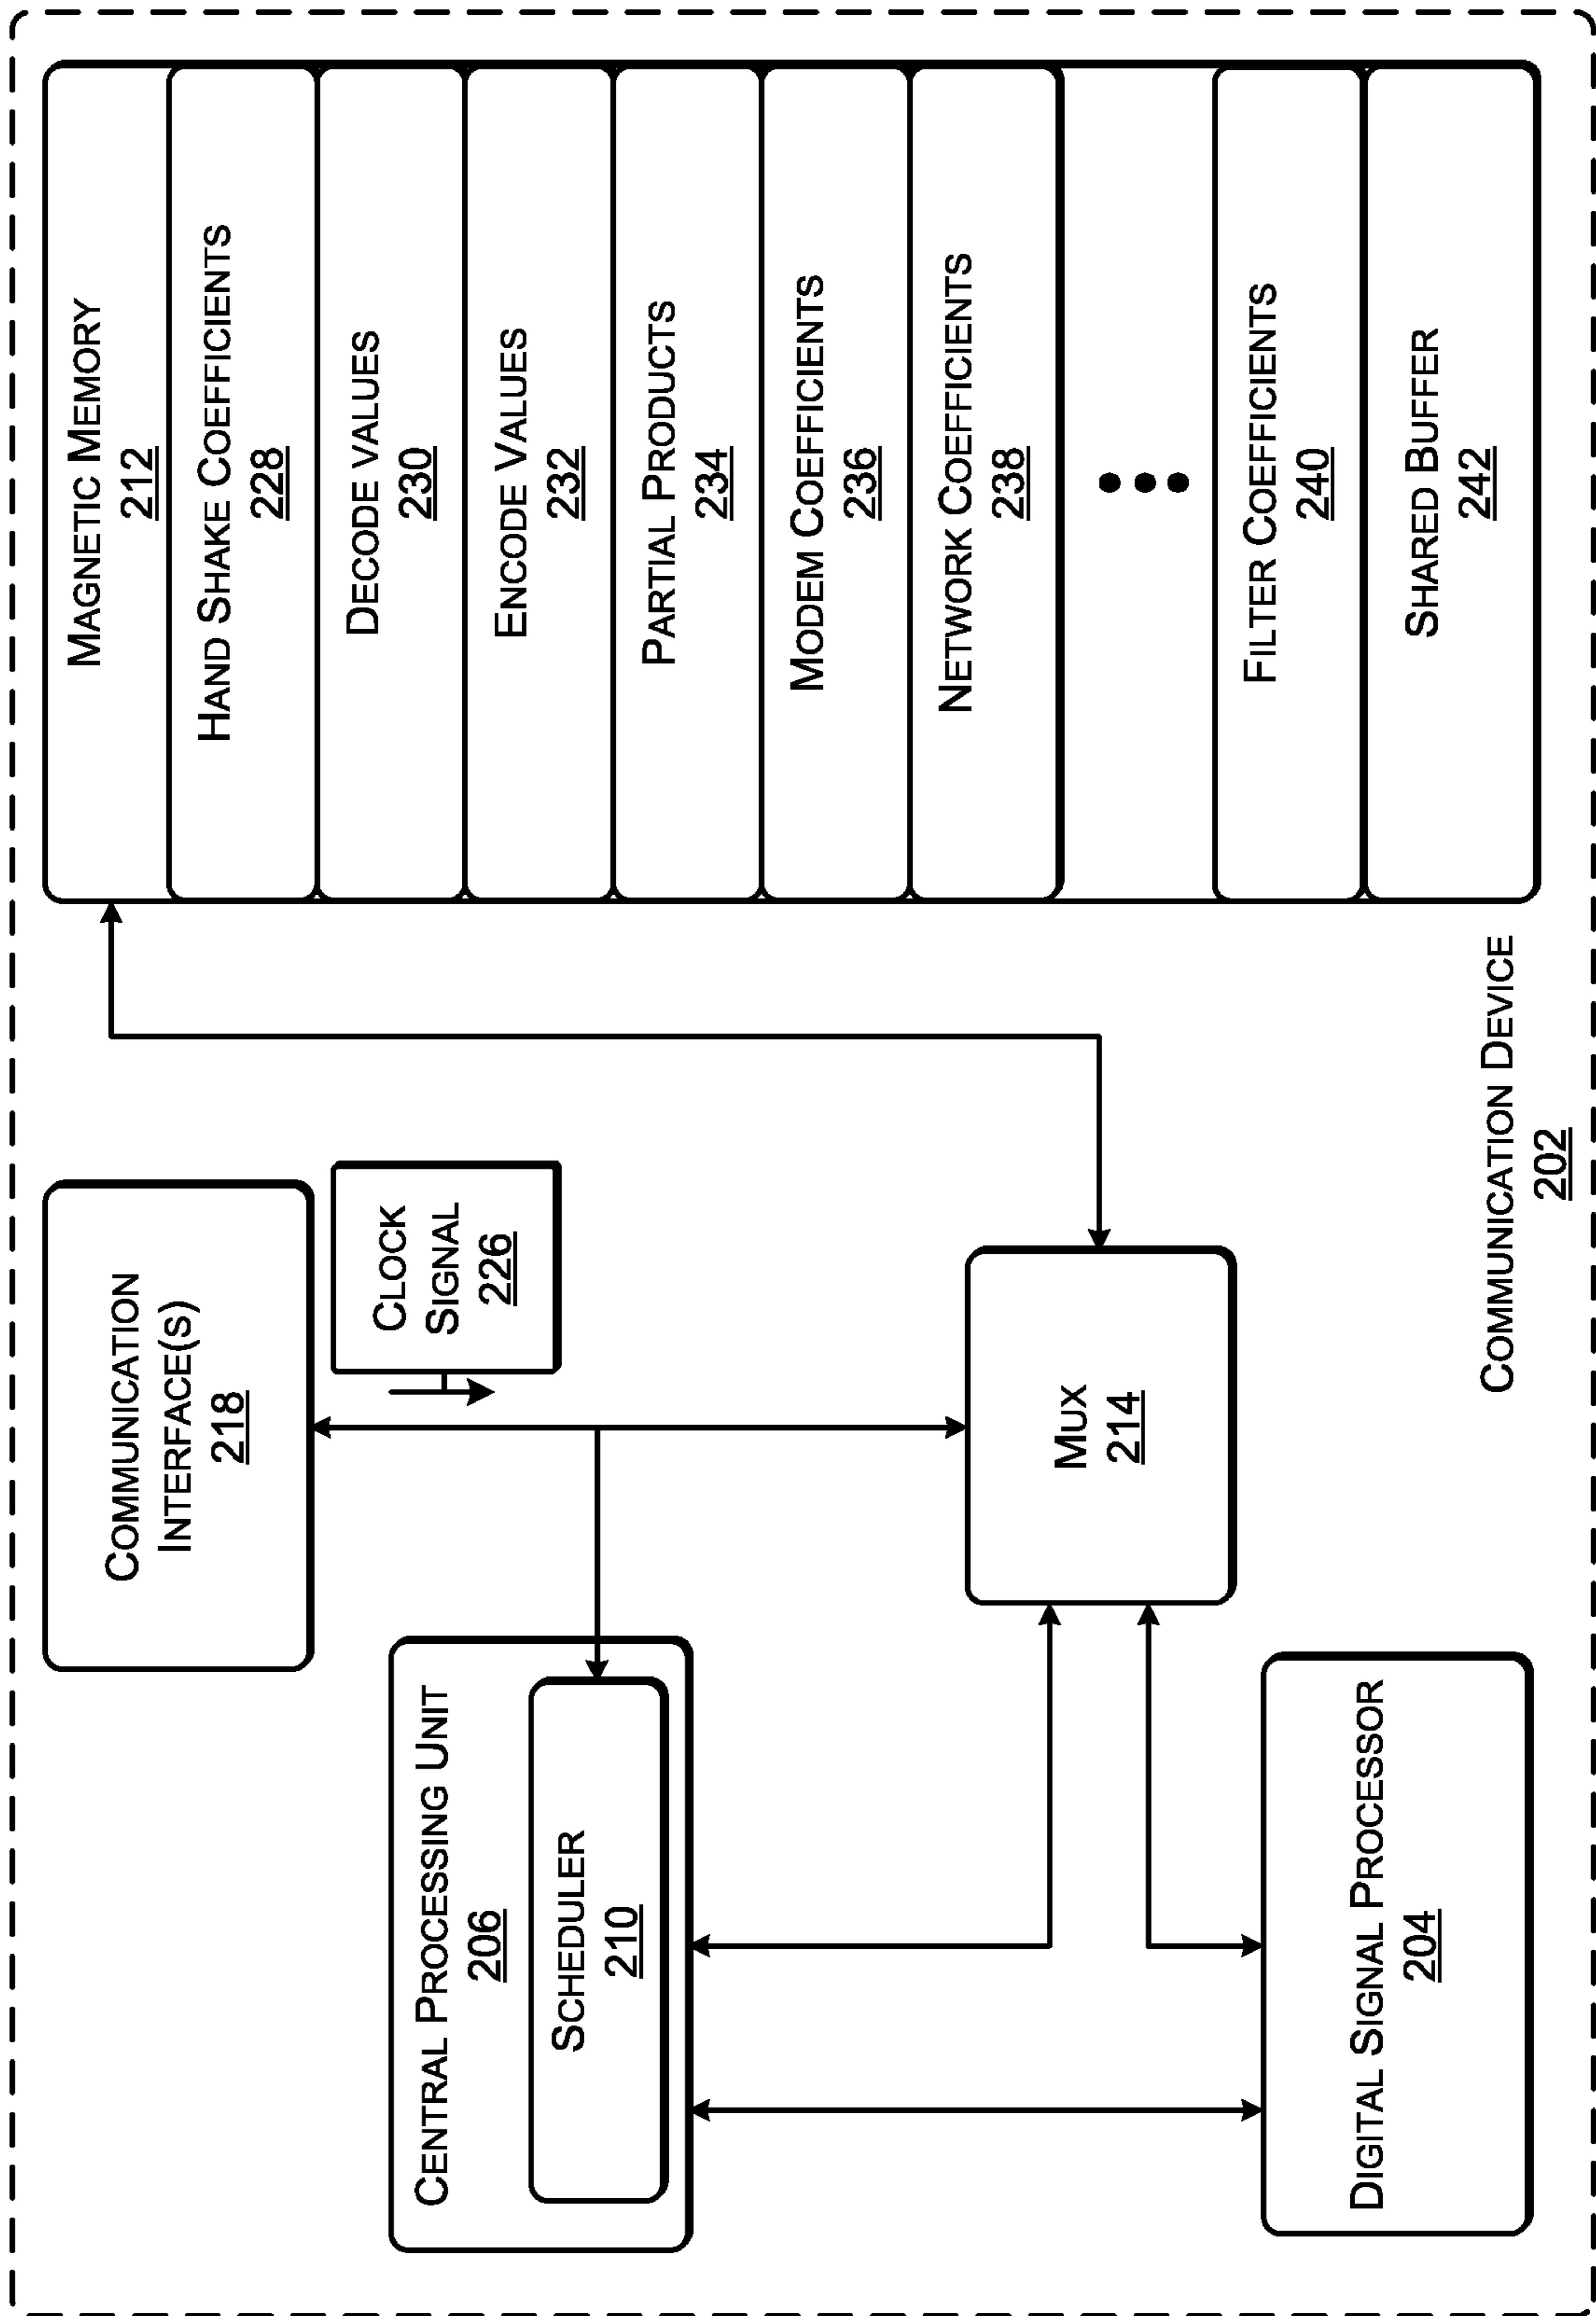 COMMUNICATION
INTERFACE(S)
218
CLOCK
SIGNAL
226
CENTRAL PROCESSING UNIT
206
SCHEDULER
210
MUX
214
DIGITAL SIGNAL PROCESSOR
204
MAGNETIC MEMORY
212
HAND SHAKE COEFFICIENTS
228
DECODE VALUES
230
ENCODE VALUES
232
PARTIAL PRODUCTS
234
MODEM COEFFICIENTS
236
NETWORK COEFFICIENTS
238
FILTER COEFFICIENTS
240
SHARED BUFFER
242
COMMUNICATION DEVICE
202